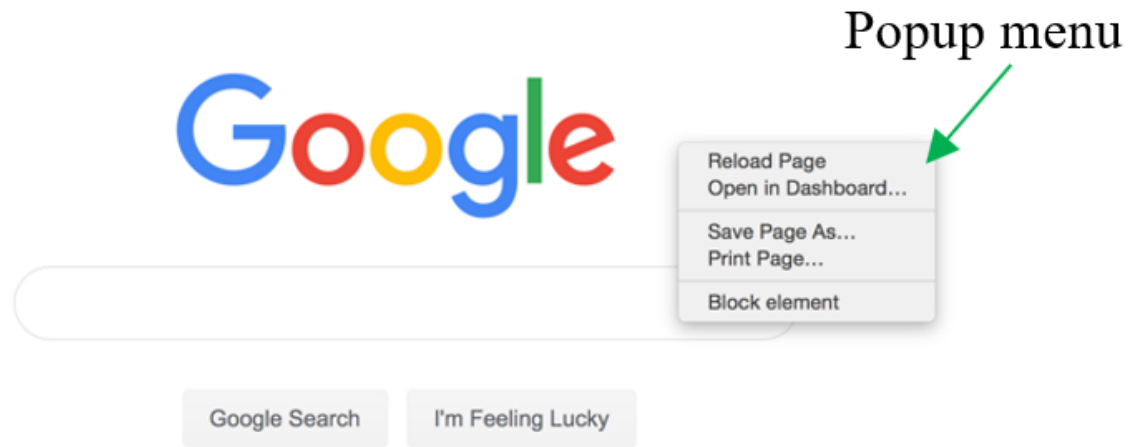 Popup menu
Google
Reload Page
Open in Dashboard...
Save Page As...
Print Page...
Block element
Google Search
I'm Feeling Lucky